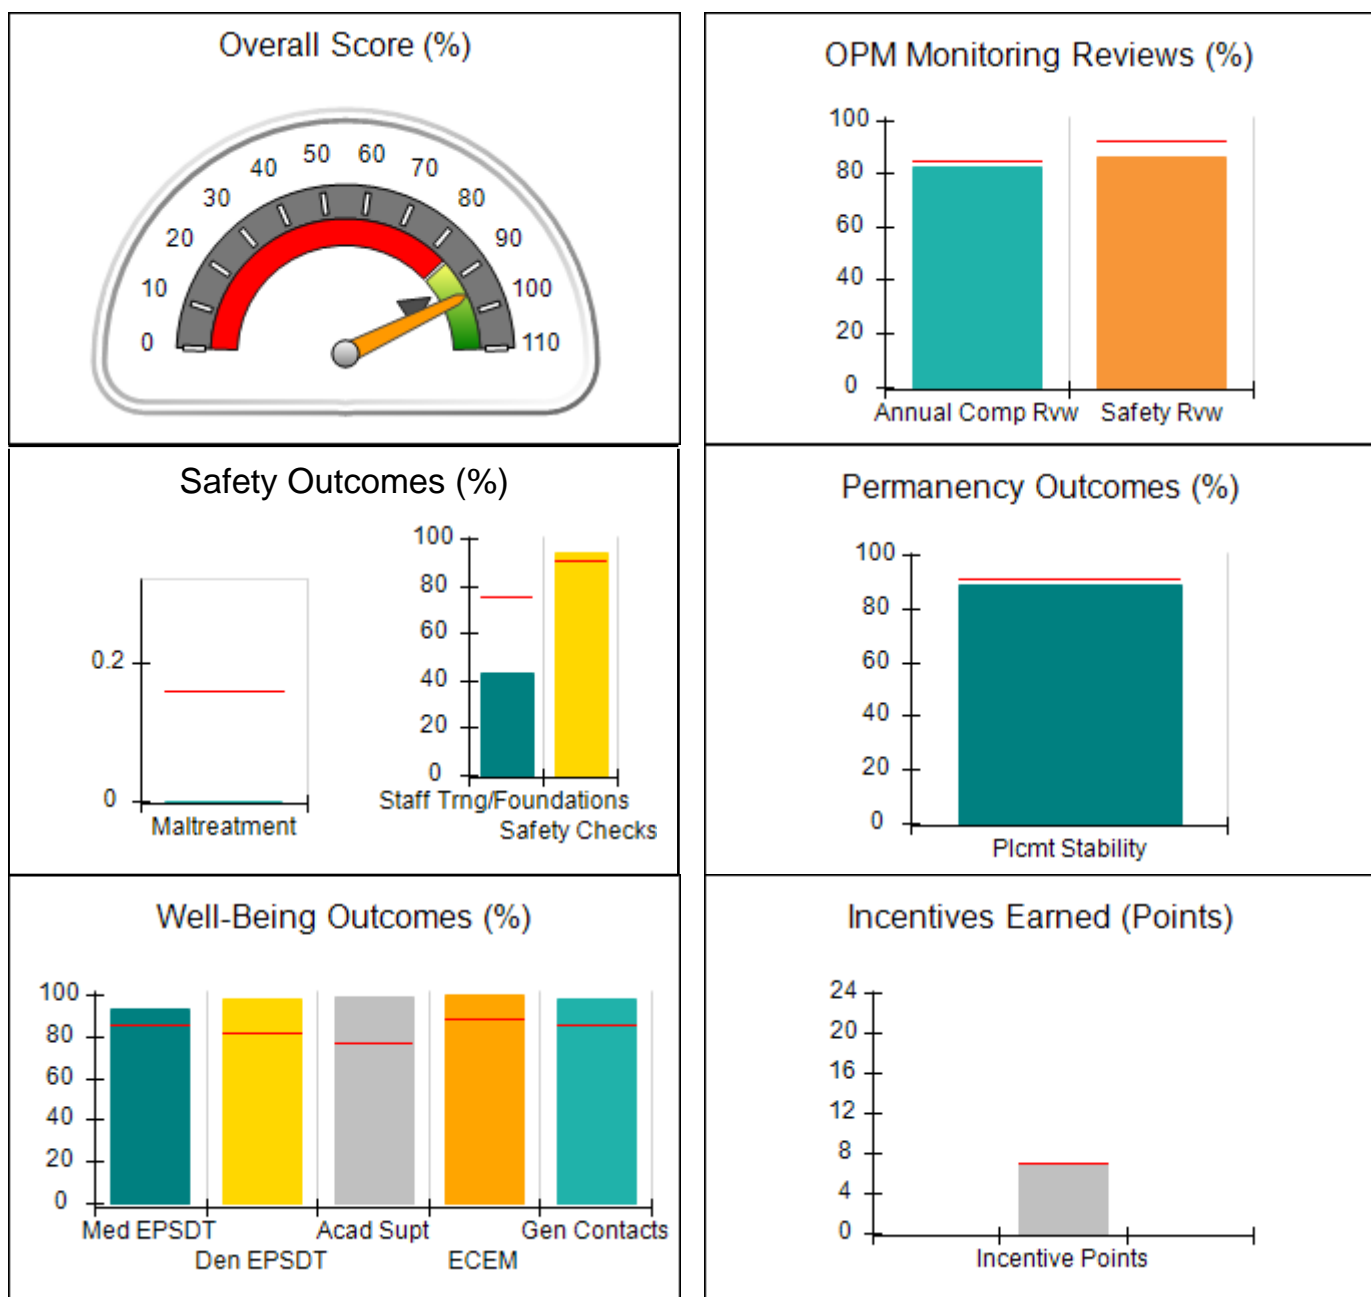 Overall Score (%)
0
10
20
30
40
50
60
70
80
90
100
110
OPM Monitoring Reviews (%)
100
80
60
40
20
0
Annual Comp Rvw
Safety Rvw
Safety Outcomes (%)
0.2
0
Maltreatment
100
80
60
40
20
0
Staff Trng/Foundations
Safety Checks
Permanency Outcomes (%)
100
80
60
40
20
0
Plcmt Stability
Well-Being Outcomes (%)
100
80
60
40
20
0
Med EPSDT
Den EPSDT
Acad Supt
ECEM
Gen Contacts
Incentives Earned (Points)
24
20
16
12
8
4
0
Incentive Points